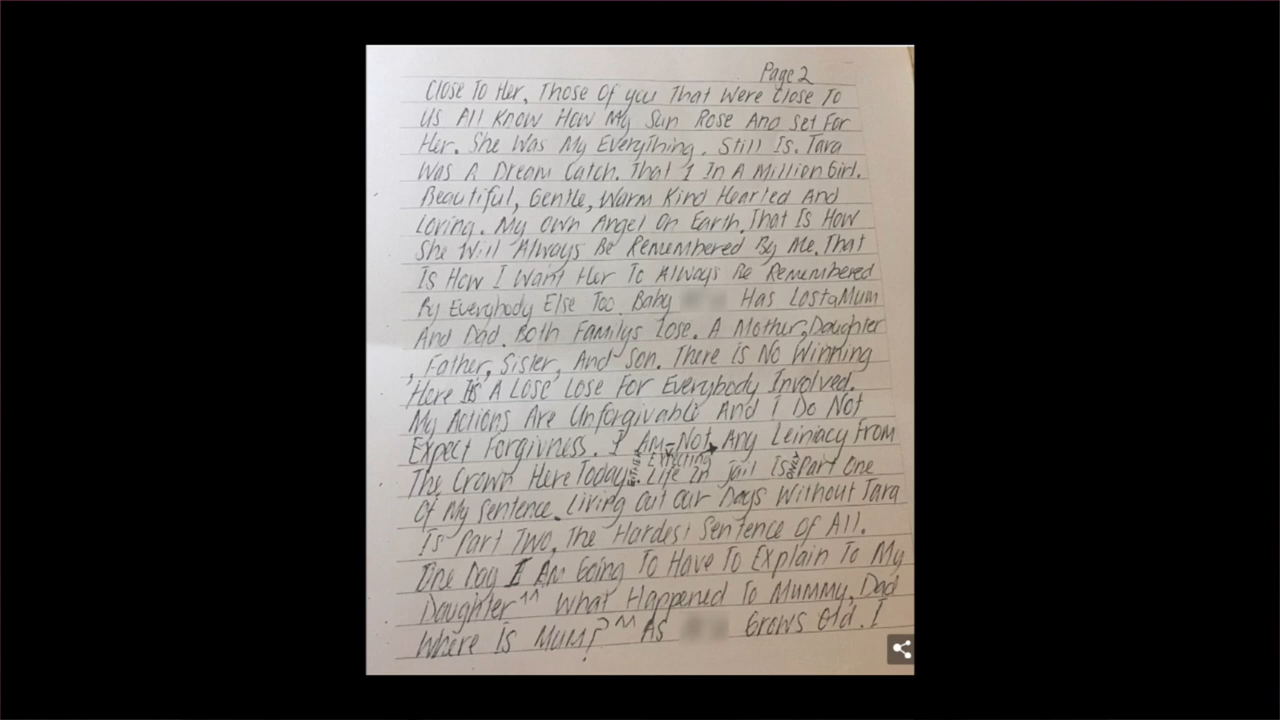 Page 2
Close To Her, Those Of you That Were Close To
Us All Know How My Sun Rose And Set For
Her. She Was My Everything. Still Is. Tara
Was A Dream Catch. That 1 In A Million Girl.
Beautiful, Gentle, Warm Kind Hearted And
Loving. My Own Angel On Earth. That Is How
She Will Always Be Remembered By Me. That
Is How I Want Her To Always Be Remembered
By Everybody Else Too. Baby Has Lost a Mum
And Dad. Both Familys Lose. A Mother, Daughter
, Father, Sister, And Son. There is No Winning
Here Is A Lose Lose For Everybody Involved.
My Actions Are Unforgivable And I Do Not
Expect Forgivness. I Am Not Expecting Any Leiniacy From
The Crown Here Today Either. Life In Jail Is Only Part One
Of My Sentence. Living Out Our Days Without Tara
Is Part Two, The Hardest Sentence Of All.
One Day I Am Going To Have To Explain To My
Daughter ^^ What Happened To Mummy, Dad
Where Is Mum? ^^ As Grows Old. I